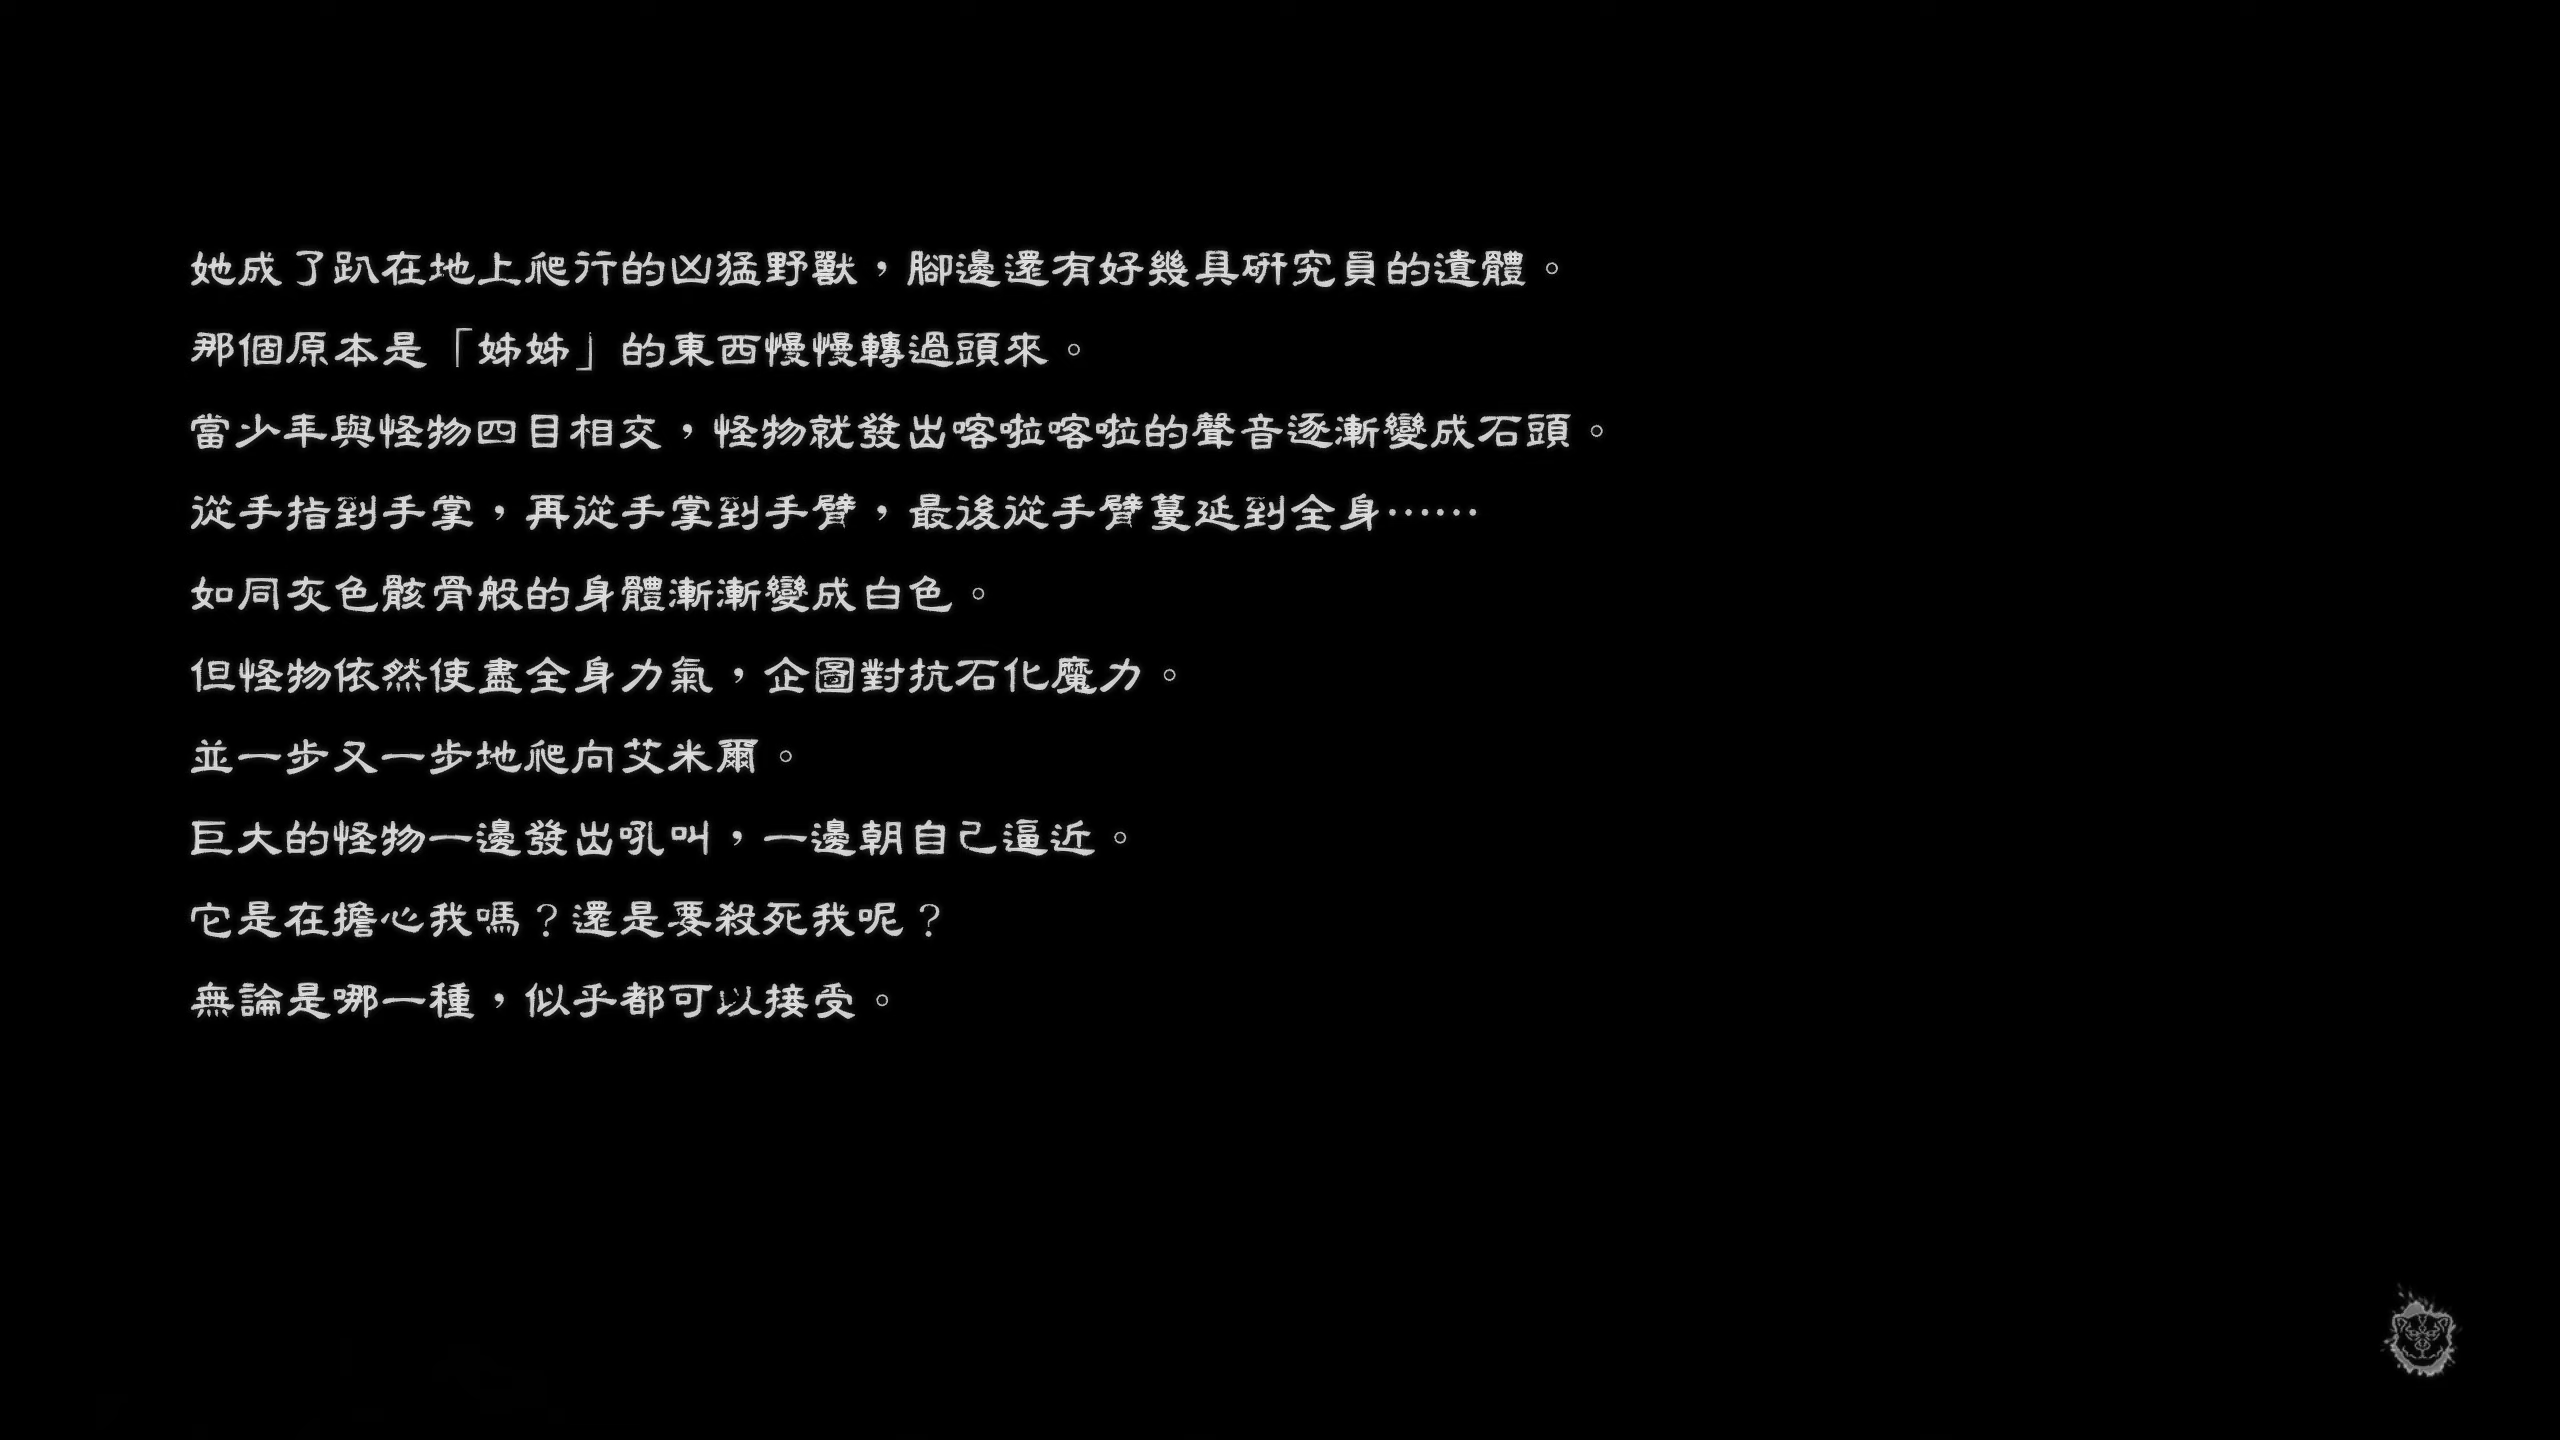 她成了趴在地上爬行的凶猛野獸，腳邊還有好幾具研究員的遺體。
那個原本是「姊姊」的東西慢慢轉過頭來。
當少年與怪物四目相交，怪物就發出喀啦喀啦的聲音逐漸變成石頭。
從手指到手掌，再從手掌到手臂，最後從手臂蔓延到全身……
如同灰色骸骨般的身體漸漸變成白色。
但怪物依然使盡全身力氣，企圖對抗石化魔力。
並一步又一步地爬向艾米爾。
巨大的怪物一邊發出吼叫，一邊朝自己逼近。
它是在擔心我嗎？還是要殺死我呢？
無論是哪一種，似乎都可以接受。